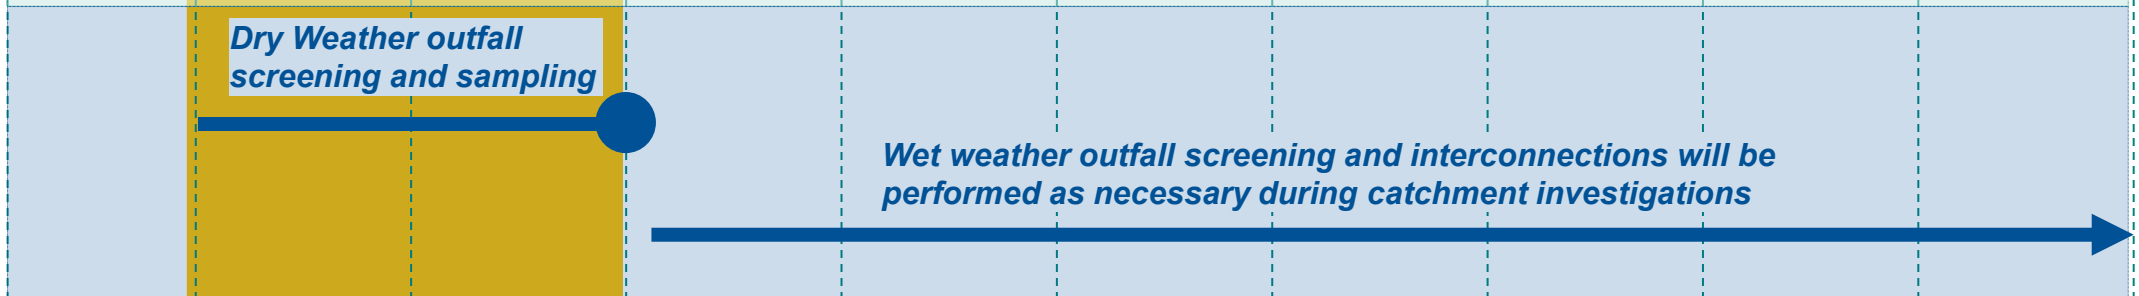 Dry Weather outfall
screening and sampling
Wet weather outfall screening and interconnections will be
performed as necessary during catchment investigations